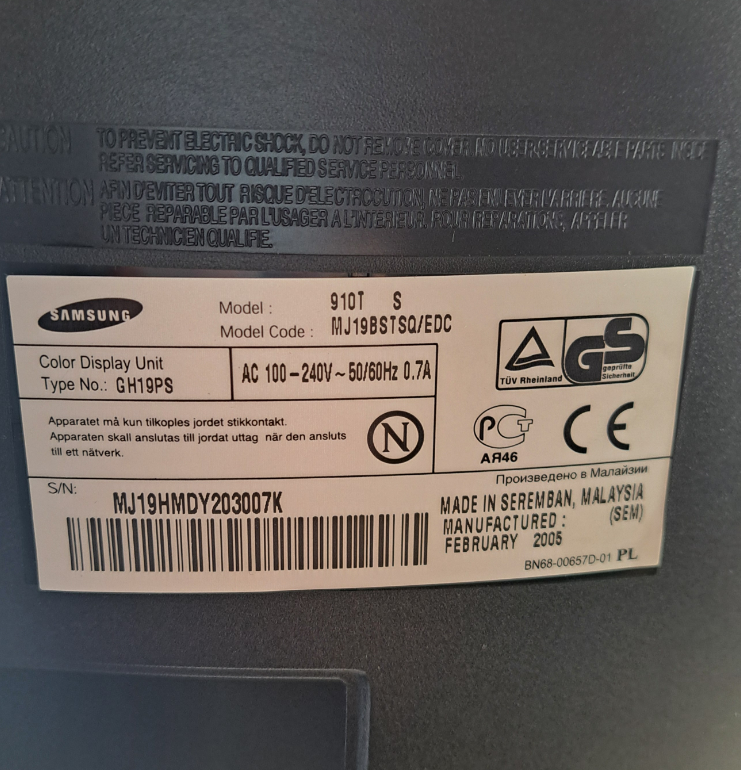 CAUTION TO PREVENT ELECTRIC SHOCK, DO NOT REMOVE COVER. NO USER SERVICEABLE PARTS
REFER SERVICING TO QUALIFIED SERVICE PERSONNEL.
ATTENTION AFIN D'EVITER TOUT RISQUE D'ELECTROCUTION, NE PAS ENLEVER L'ARRIERE. AUCUNE
PIECE REPARABLE PAR L'USAGER A L'INTERIEUR. POUR REPARATIONS, APPELER
UN TECHNICIEN QUALIFIE.
SAMSUNG
Model : 910T S
Model Code : MJ19BSTSQ/EDC
Color Display Unit
Type No.: GH19PS
AC 100-240V~50/60Hz 0.7A
TÜV Rheinland
GS
geprüfte
Sicherheit
Apparatet må kun tilkoples jordet stikkontakt.
Apparaten skall anslutas till jordat uttag när den ansluts
till ett nätverk.
N
РСТ
АЯ46
CE
Произведено в Малайзии
S/N:
MJ19HMDY203007K
MADE IN SEREMBAN, MALAYSIA
MANUFACTURED : (SEM)
FEBRUARY 2005
BN68-00657D-01 PL